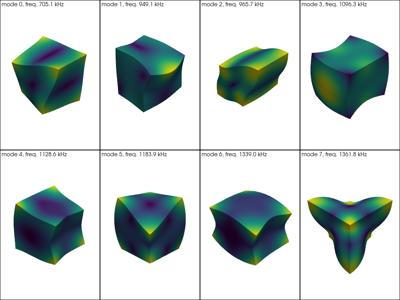 mode 0, freq. 705.1 kHz
mode 1, freq. 949.1 kHz
mode 2, freq. 965.7 kHz
mode 3, freq. 1096.3 kHz
mode 4, freq. 1128.6 kHz
mode 5, freq. 1183.9 kHz
mode 6, freq. 1339.0 kHz
mode 7, freq. 1361.8 kHz